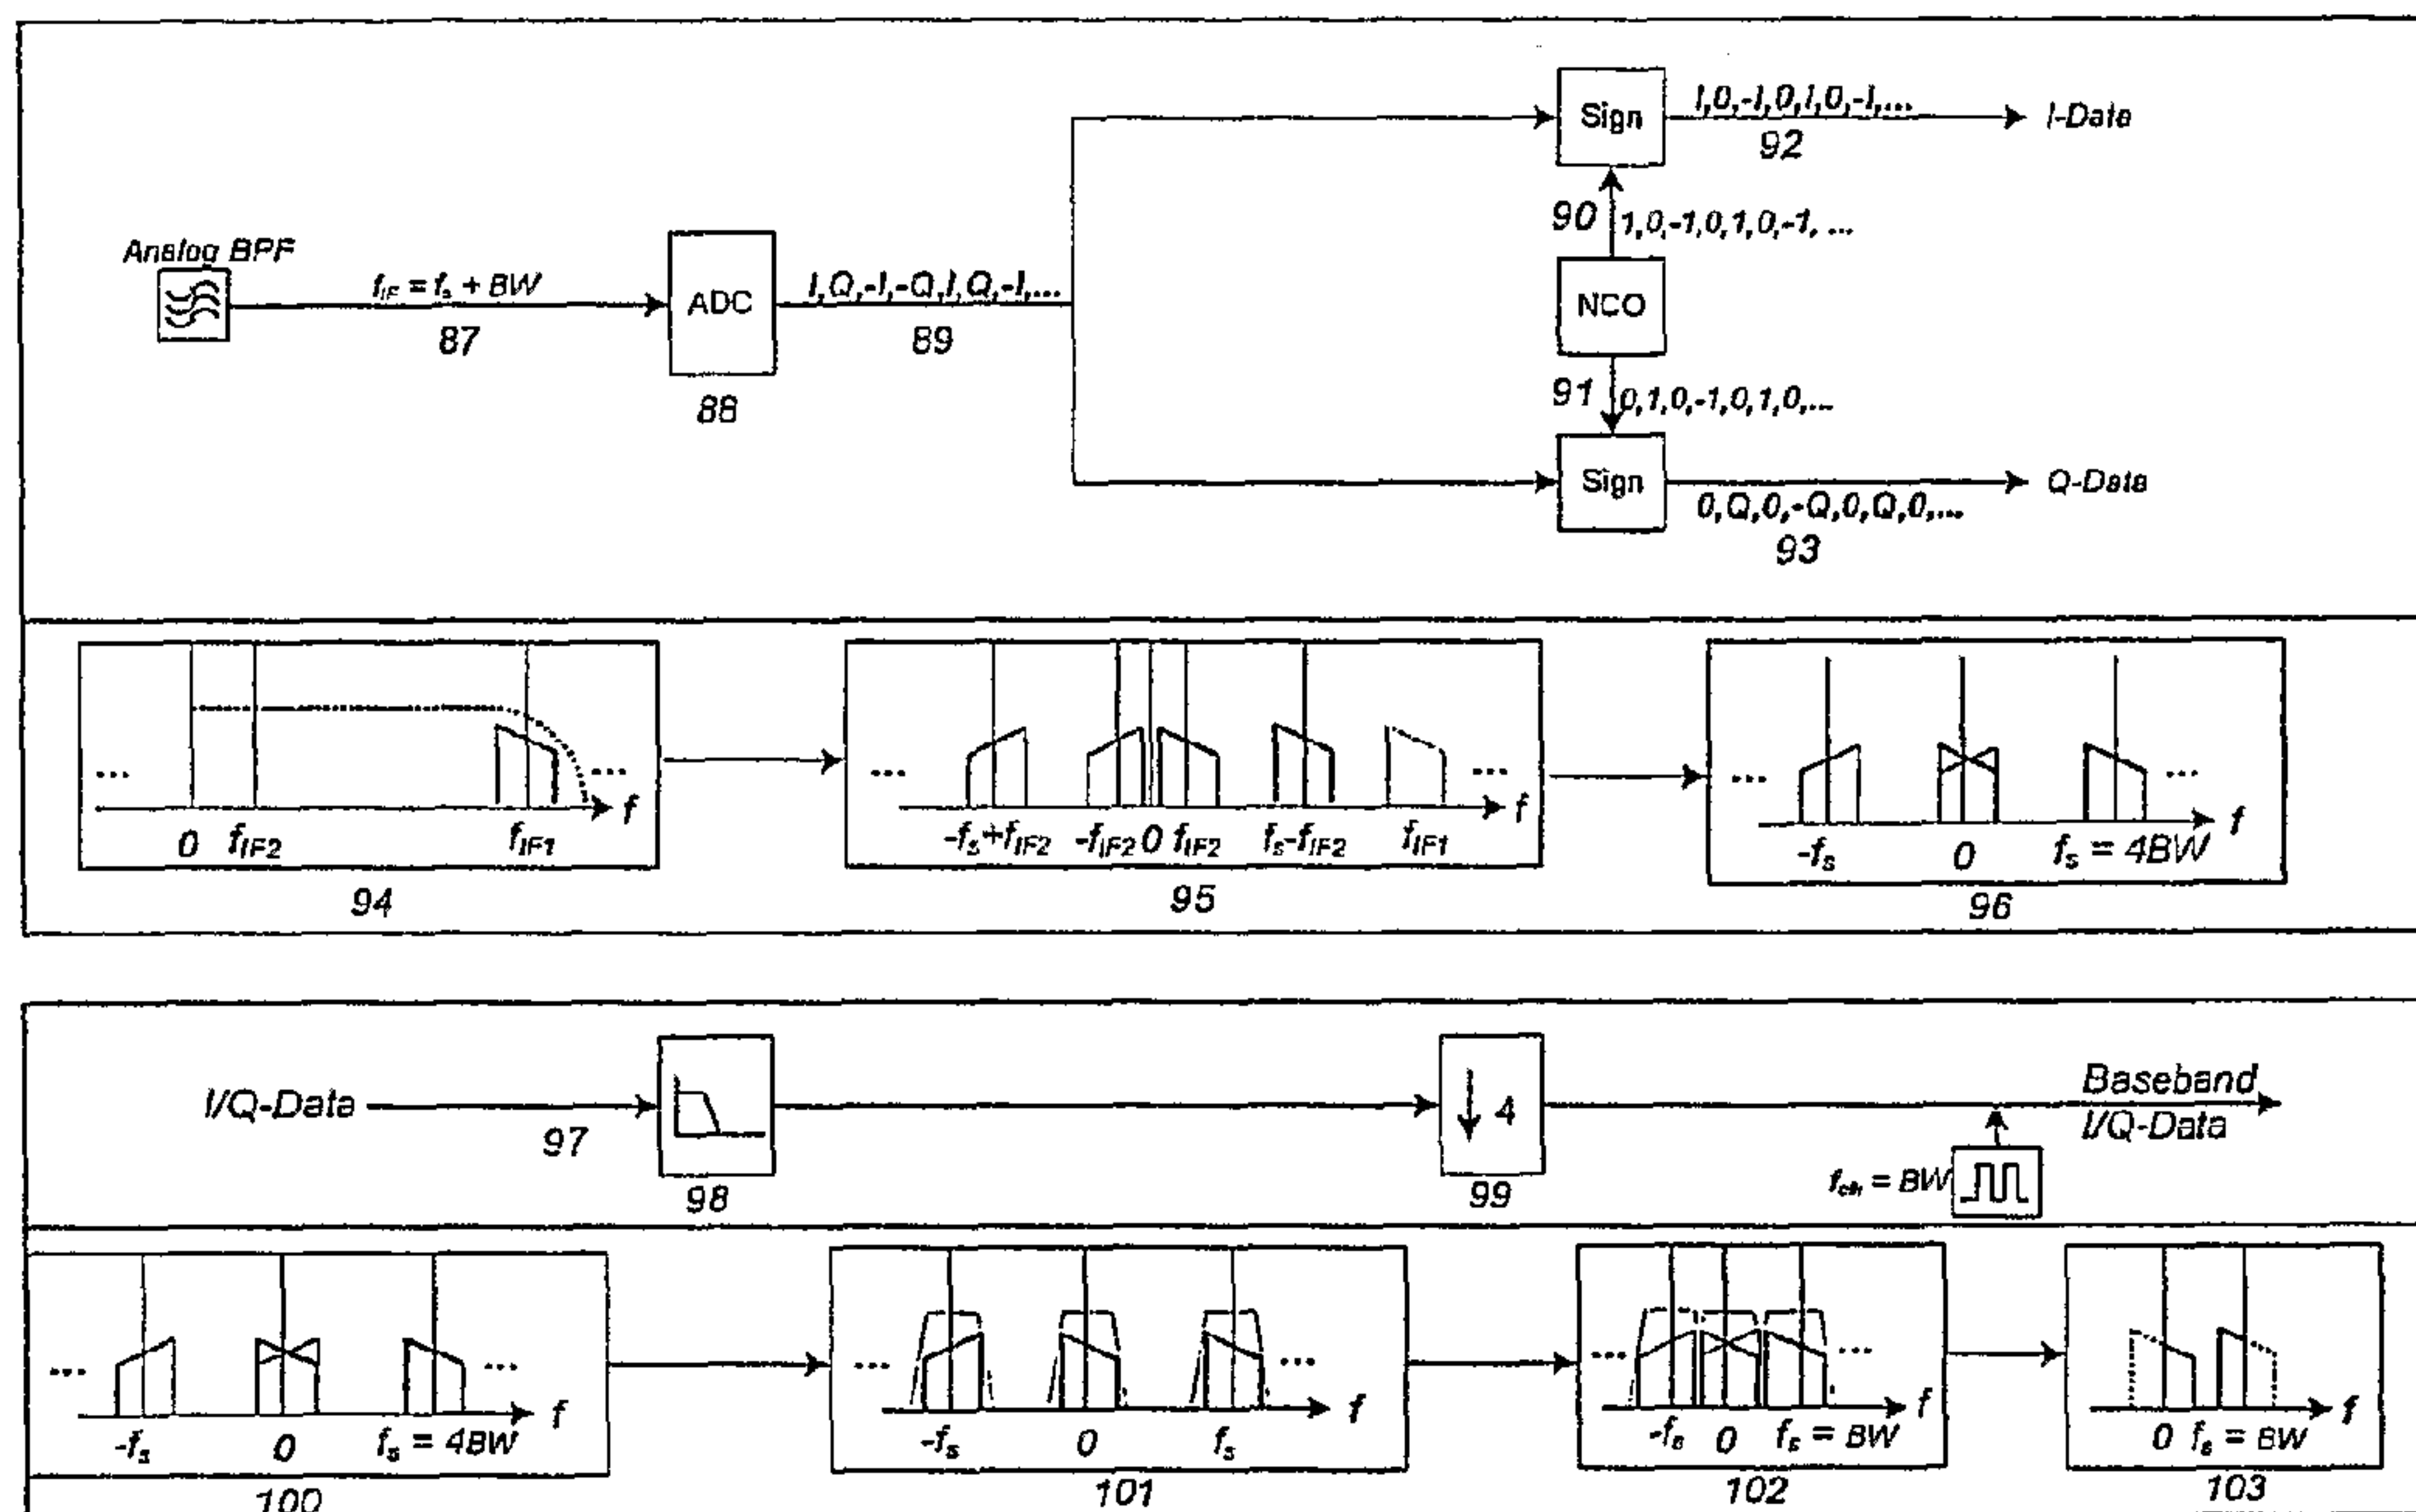 Sign
I,0,-I,0,I,0,-I,...
I-Data
92
90
1,0,-1,0,1,0,-1, ...
Analog BPF
f_IF = f_s + BW
87
ADC
88
I,Q,-I,-Q,I,Q,-I,...
89
NCO
91
0,1,0,-1,0,1,0,...
Sign
Q-Data
0,Q,0,-Q,0,Q,0,...
93
... ... f
0 f_IF2 f_IF1
94
... ... f
-f_s+f_IF2 -f_IF2 0 f_IF2 f_s-f_IF2 f_IF1
95
... ... f
-f_s 0 f_s = 4BW
96
I/Q-Data
97
98
↓ 4
99
Baseband
I/Q-Data
= BW
... ... f
-f_s 0 f_s = 4BW
100
... ... f
-f_s 0 f_s
101
... ... f
-f_s 0 f_s = BW
102
f
0 f_s = BW
103